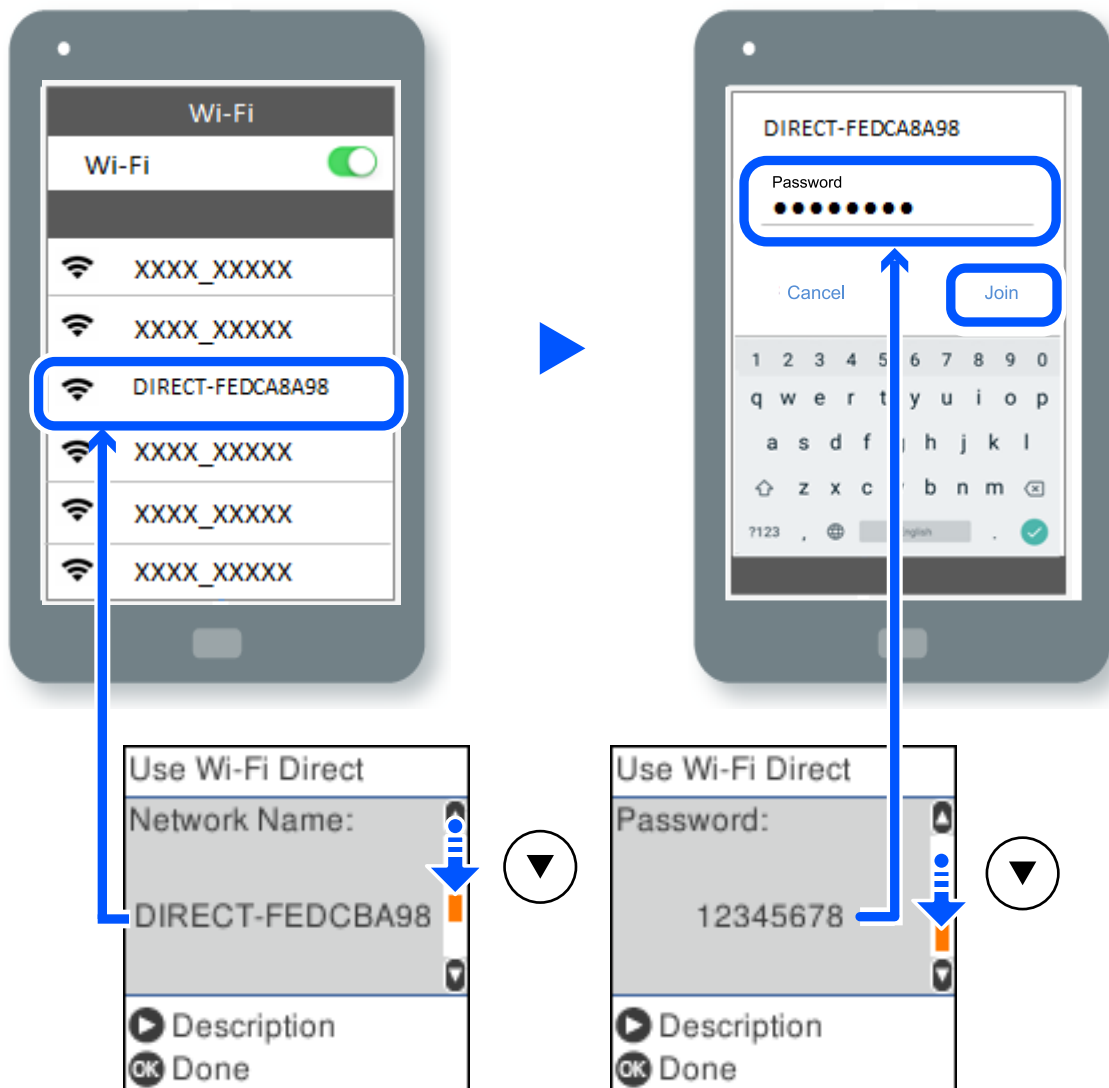 Wi-Fi
Wi-Fi
XXXX_XXXXX
XXXX_XXXXX
DIRECT-FEDCA8A98
XXXX_XXXXX
XXXX_XXXXX
XXXX_XXXXX
DIRECT-FEDCA8A98
Password
●●●●●●●●
Cancel
Join
1 2 3 4 5 6 7 8 9 0
q w e r t y u i o p
a s d f j h j k l
z x c b n m
?123 , .
Use Wi-Fi Direct
Network Name:
DIRECT-FEDCBA98
Description
OK Done
Use Wi-Fi Direct
Password:
12345678
Description
OK Done